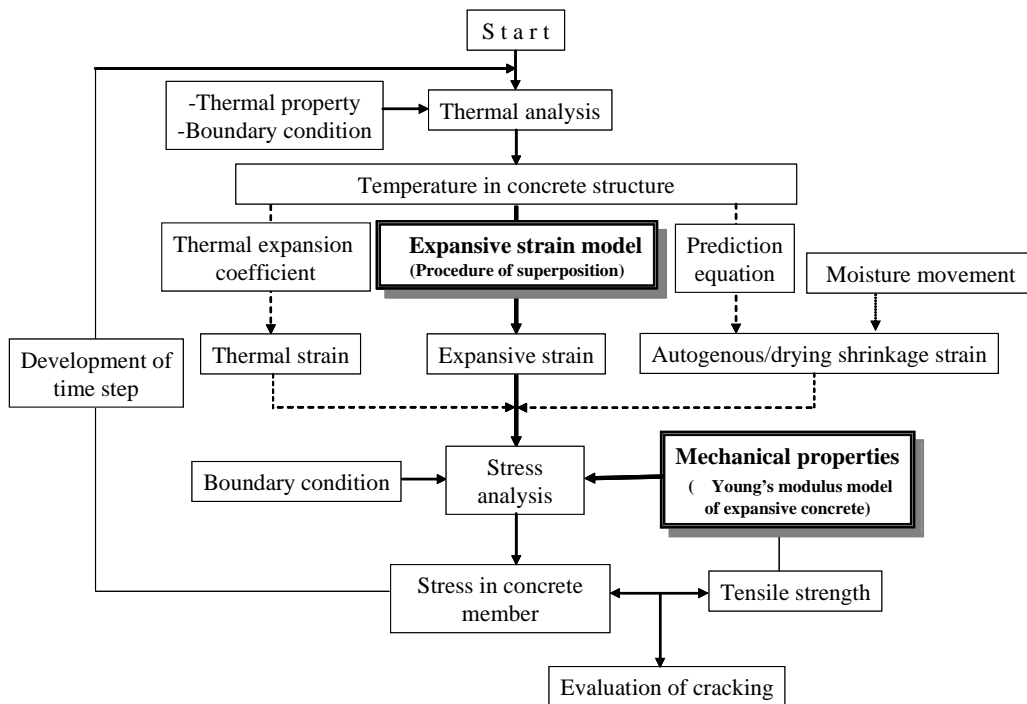 S t a r t
-Thermal property
-Boundary condition
Thermal analysis
Temperature in concrete structure
Thermal expansion
coefficient
Expansive strain model
(Procedure of superposition)
Prediction
equation
Moisture movement
Development of
time step
Thermal strain
Expansive strain
Autogenous/drying shrinkage strain
Boundary condition
Stress
analysis
Mechanical properties
( Young's modulus model
of expansive concrete)
Stress in concrete
member
Tensile strength
Evaluation of cracking